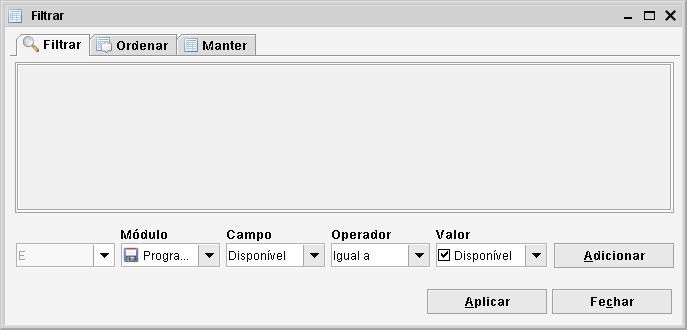 Filtrar
Filtrar Ordenar Manter
Módulo Campo Operador Valor
E Progra... Disponível Igual a Disponível Adicionar
Aplicar Fechar